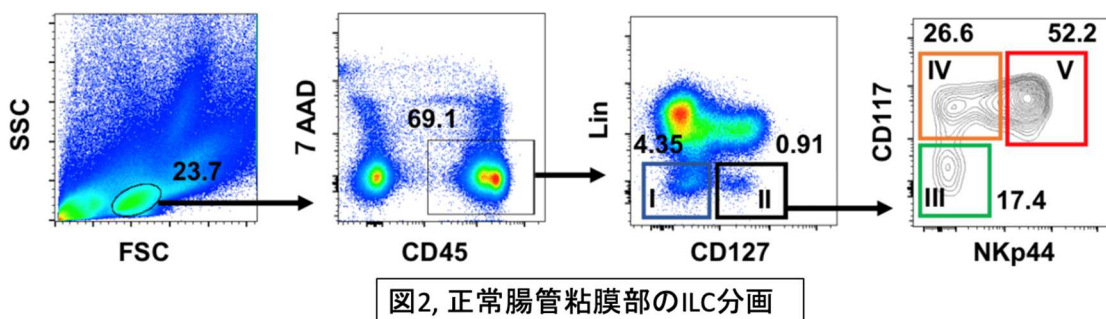 SSC
23.7
FSC
7 AAD
69.1
CD45
Lin
4.35
0.91
I
II
CD127
26.6
52.2
IV
V
CD117
III
17.4
NKp44
図2, 正常腸管粘膜部のILC分画